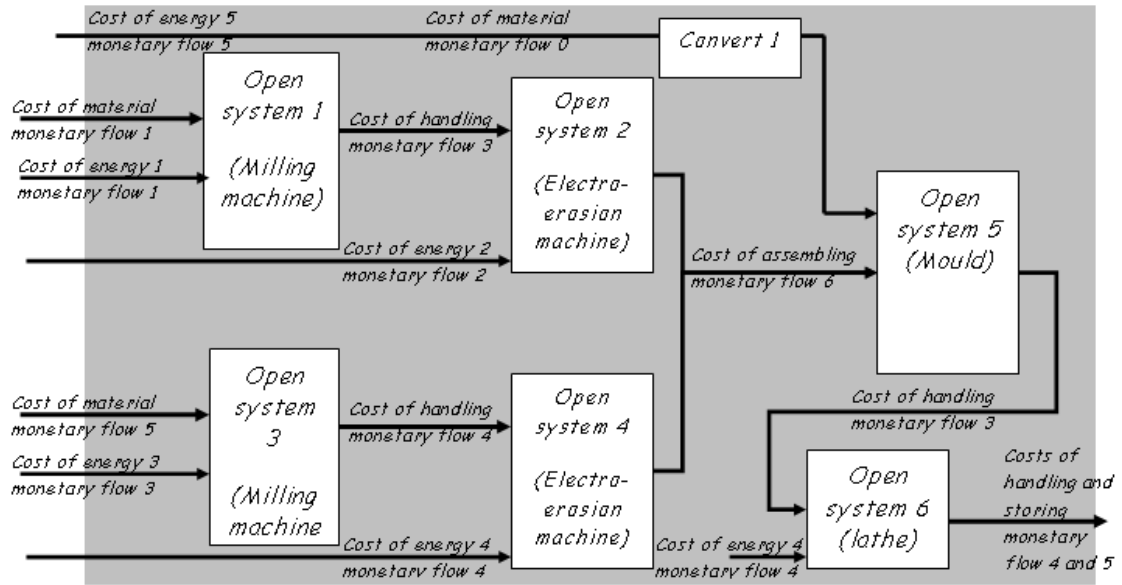 Cost of energy 5
monetary flow 5
Cost of material
monetary flow 0
Canvert 1
Open
system 1
(Milling
machine)
Cost of material
monetary flow 1
Cost of energy 1
monetary flow 1
Cost of handling
monetary flow 3
Open
system 2
(Electra-
erasian
machine)
Cost of energy 2
monetary flow 2
Cost of assembling
monetary flow 6
Open
system 5
(Mauld)
Open
system
3
(Milling
machine
Cost of material
monetary flow 5
Cost of energy 3
monetary flow 3
Cost of handling
monetary flow 4
Open
system 4
(Electra-
erasian
machine)
Cost of energy 4
monetary flow 4
Cost of handling
monetary flow 3
Open
system 6
(lathe)
Cost of energy 4
monetary flow 4
Costs of
handling and
storing
monetary
flow 4 and 5